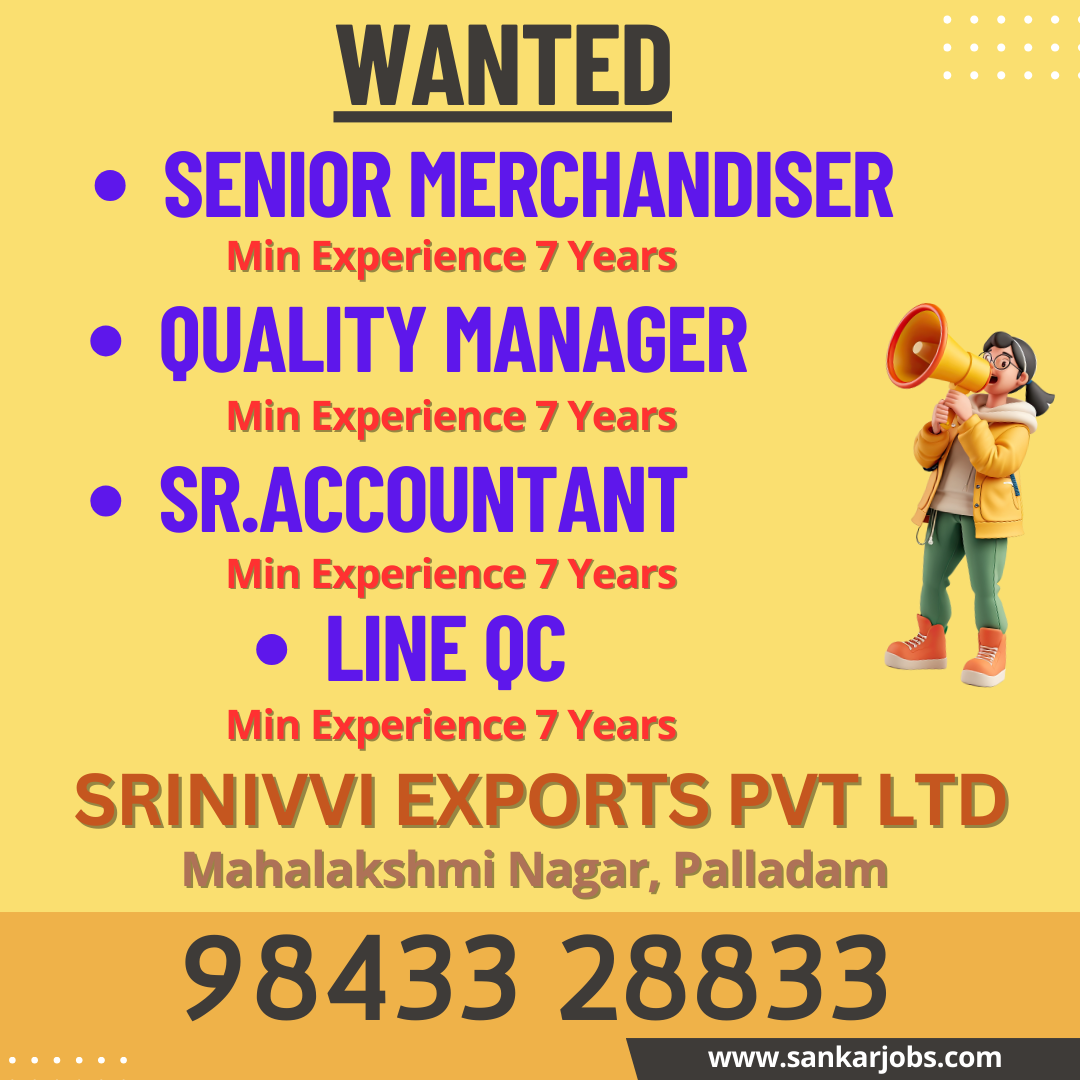 WANTED
• SENIOR MERCHANDISER
Min Experience 7 Years
• QUALITY MANAGER
Min Experience 7 Years
• SR.ACCOUNTANT
Min Experience 7 Years
• LINE QC
Min Experience 7 Years
SRINIVVI EXPORTS PVT LTD
Mahalakshmi Nagar, Palladam
98433 28833
www.sankarjobs.com